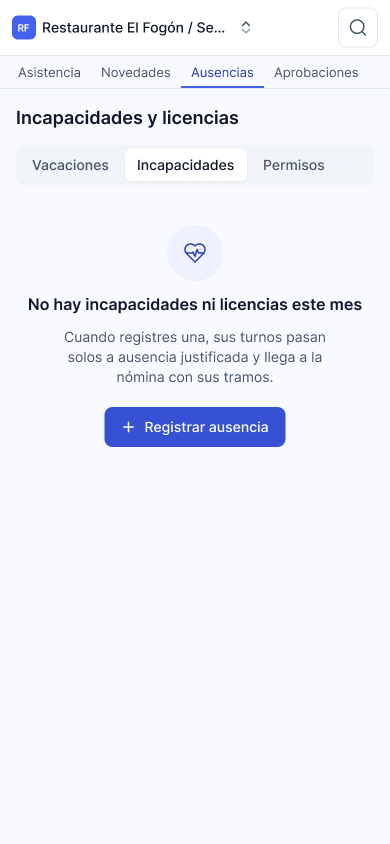 RF Restaurante El Fogón / Se...
Asistencia Novedades Ausencias Aprobaciones
Incapacidades y licencias
Vacaciones Incapacidades Permisos
No hay incapacidades ni licencias este mes
Cuando registres una, sus turnos pasan
solos a ausencia justificada y llega a la
nómina con sus tramos.
Registrar ausencia